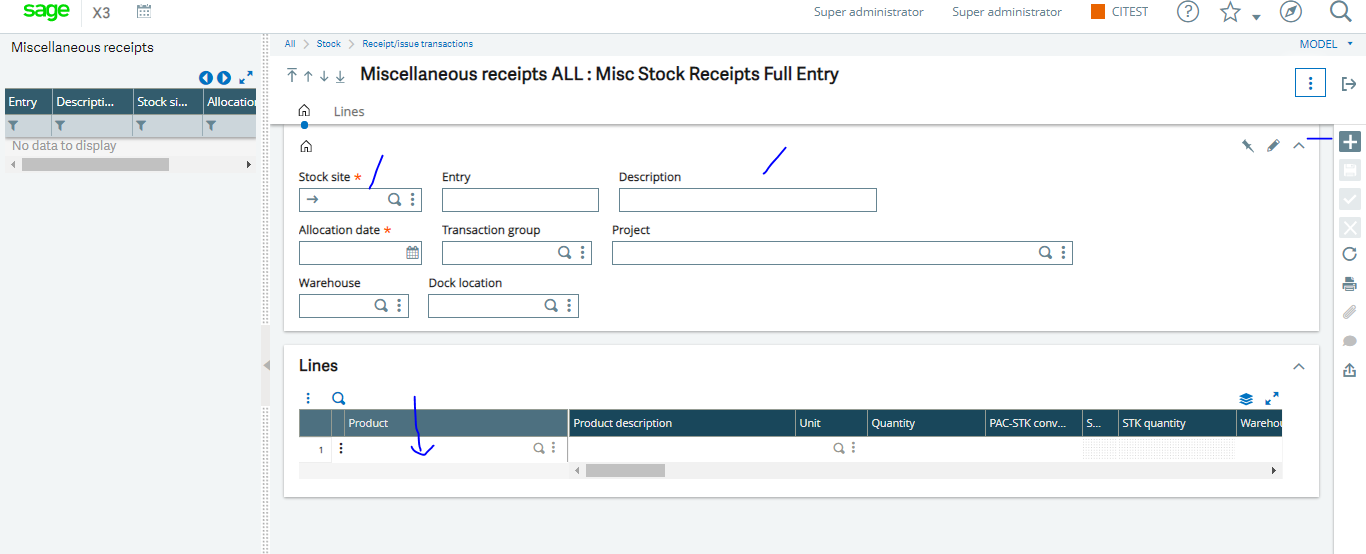 sage X3 Super administrator Super administrator CITEST ?
Miscellaneous receipts
All > Stock > Receipt/issue transactions MODEL
Miscellaneous receipts ALL : Misc Stock Receipts Full Entry
Lines
Entry Descripti... Stock si... Allocation
No data to display
Stock site * Entry Description
Allocation date * Transaction group Project
Warehouse Dock location
Lines
Product Product description Unit Quantity PAC-STK conv... S... STK quantity Warehou
1